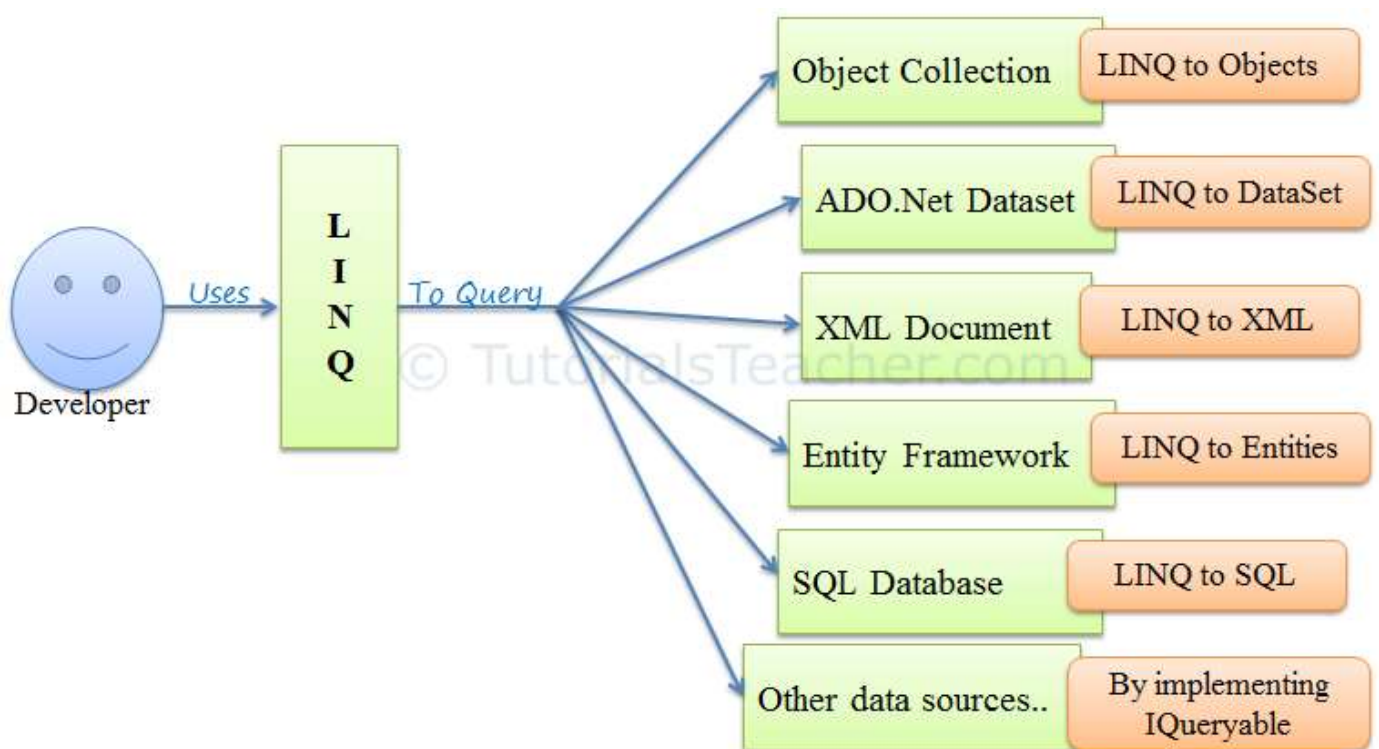 Object Collection
LINQ to Objects
ADO.Net Dataset
LINQ to DataSet
L
I
N
Q
Uses
To Query
XML Document
LINQ to XML
© TutorialsTeacher.com
Developer
Entity Framework
LINQ to Entities
SQL Database
LINQ to SQL
Other data sources..
By implementing
IQueryable